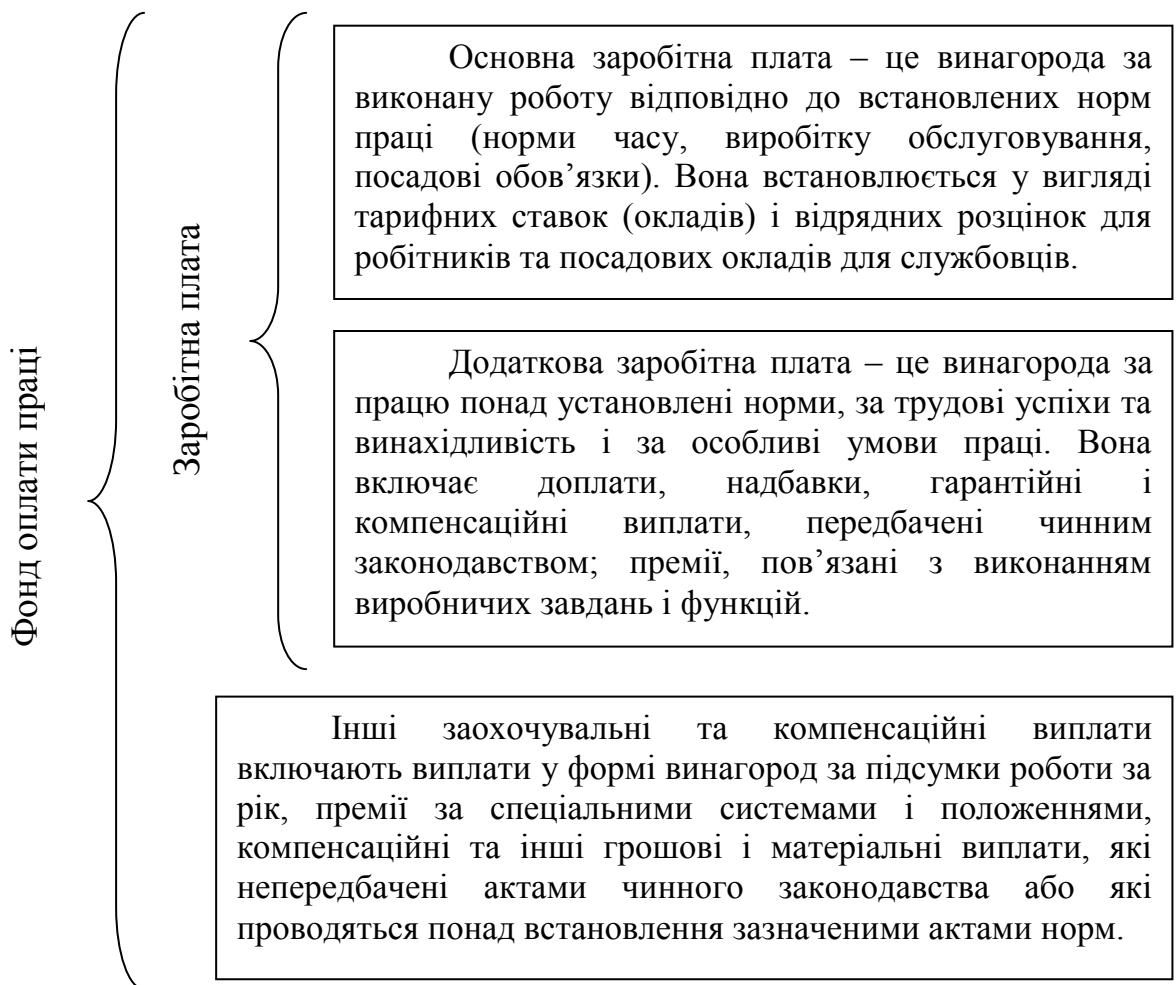 Фонд оплати праці
Заробітна плата
Основна заробітна плата – це винагорода за
виконану роботу відповідно до встановлених норм
праці (норми часу, виробітку обслуговування,
посадові обов’язки). Вона встановлюється у вигляді
тарифних ставок (окладів) і відрядних розцінок для
робітників та посадових окладів для службовців.
Додаткова заробітна плата – це винагорода за
працю понад установлені норми, за трудові успіхи та
винахідливість і за особливі умови праці. Вона
включає доплати, надбавки, гарантійні і
компенсаційні виплати, передбачені чинним
законодавством; премії, пов’язані з виконанням
виробничих завдань і функцій.
Інші заохочувальні та компенсаційні виплати
включають виплати у формі винагород за підсумки роботи за
рік, премії за спеціальними системами і положеннями,
компенсаційні та інші грошові і матеріальні виплати, які
непередбачені актами чинного законодавства або які
проводяться понад встановлення зазначеними актами норм.